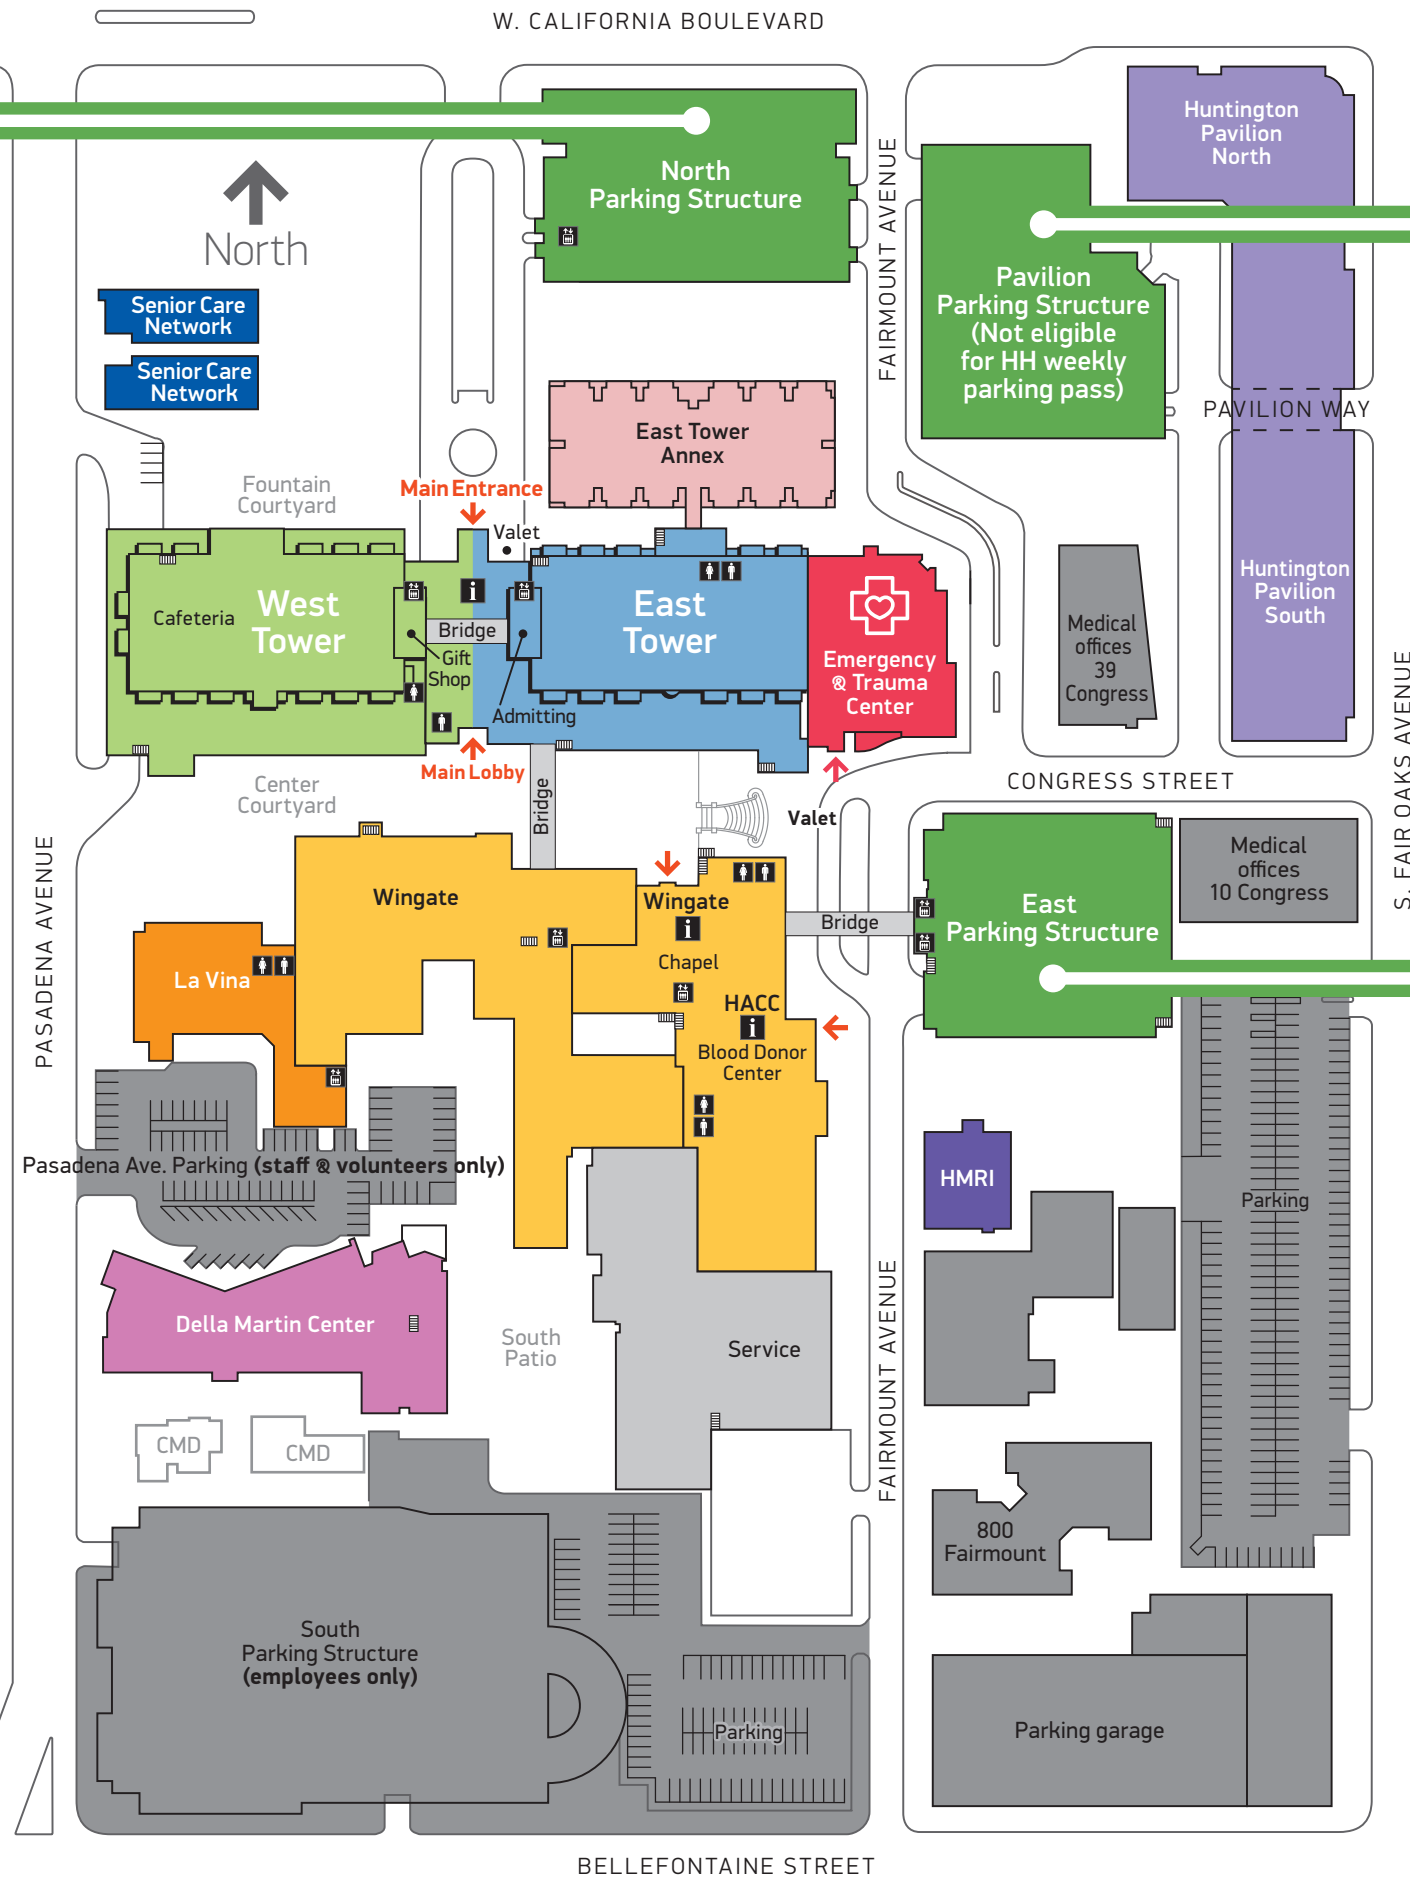 W. CALIFORNIA BOULEVARD
North
Parking Structure
Huntington
Pavilion
North
FAIRMOUNT AVENUE
North
Pavilion
Parking Structure
(Not eligible
for HH weekly
parking pass)
Senior Care
Network
Senior Care
Network
PAVILION WAY
East Tower
Annex
Fountain
Courtyard
Main Entrance
Valet
Cafeteria
West
Tower
i
Bridge
Gift
Shop
Admitting
East
Tower
Emergency
& Trauma
Center
Medical
offices
39
Congress
Huntington
Pavilion
South
Main Lobby
Center
Courtyard
Bridge
Valet
CONGRESS STREET
S. FAIR OAKS AVENUE
PASADENA AVENUE
Wingate
Wingate
i
Chapel
Bridge
East
Parking Structure
Medical
offices
10 Congress
La Vina
HACC
i
Blood Donor
Center
Pasadena Ave. Parking (staff & volunteers only)
HMRI
Parking
Della Martin Center
South
Patio
Service
FAIRMOUNT AVENUE
CMD
CMD
800
Fairmount
South
Parking Structure
(employees only)
Parking
Parking garage
BELLEFONTAINE STREET